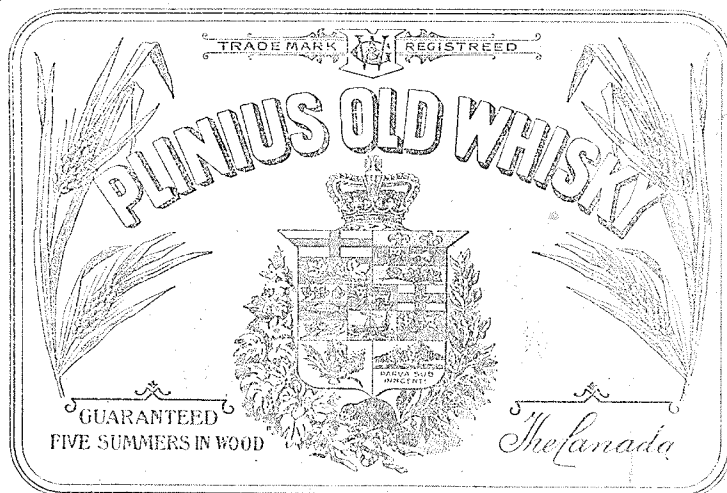 TRADE MARK REGISTREED
PLINIUS OLD WHISKY
PARVA SUB
INGENTI
GUARANTEED
FIVE SUMMERS IN WOOD
The Canada